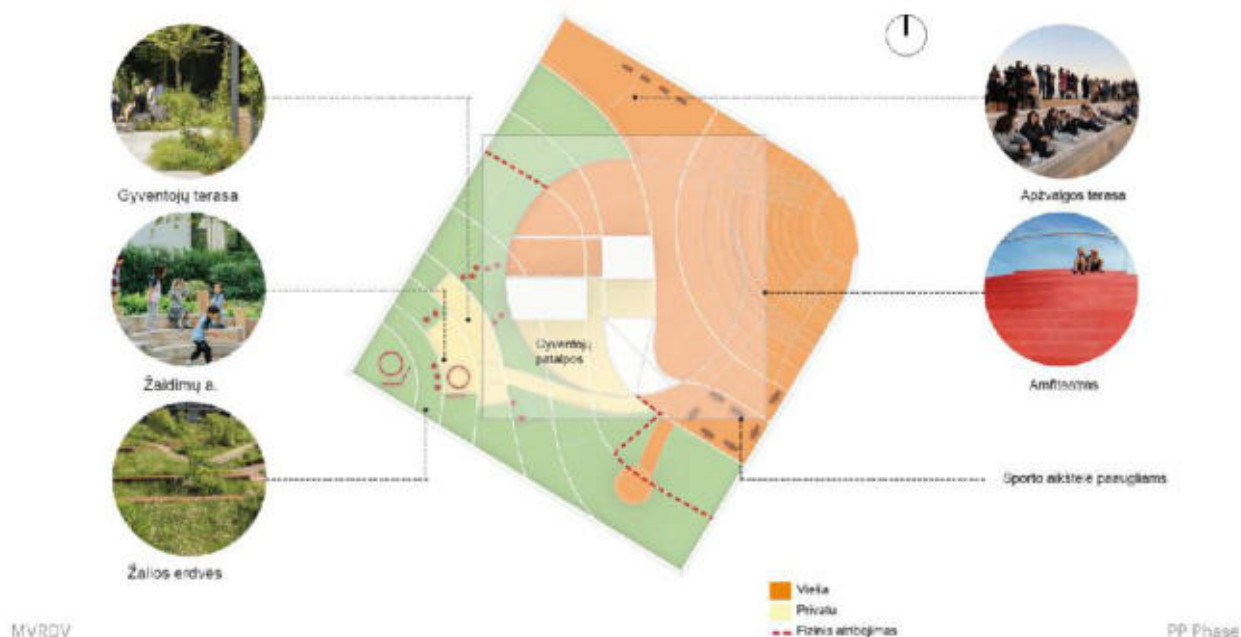 Gyventojų terasa
Žaidimų a.
Žalios erdvės
Gyventojų
patalpos
Apžvalgos terasa
Amfiteatras
Sporto aikštelė paaugliams
Vieša
Privatu
Fizinis atribojimas
MVRDV
PP Phase